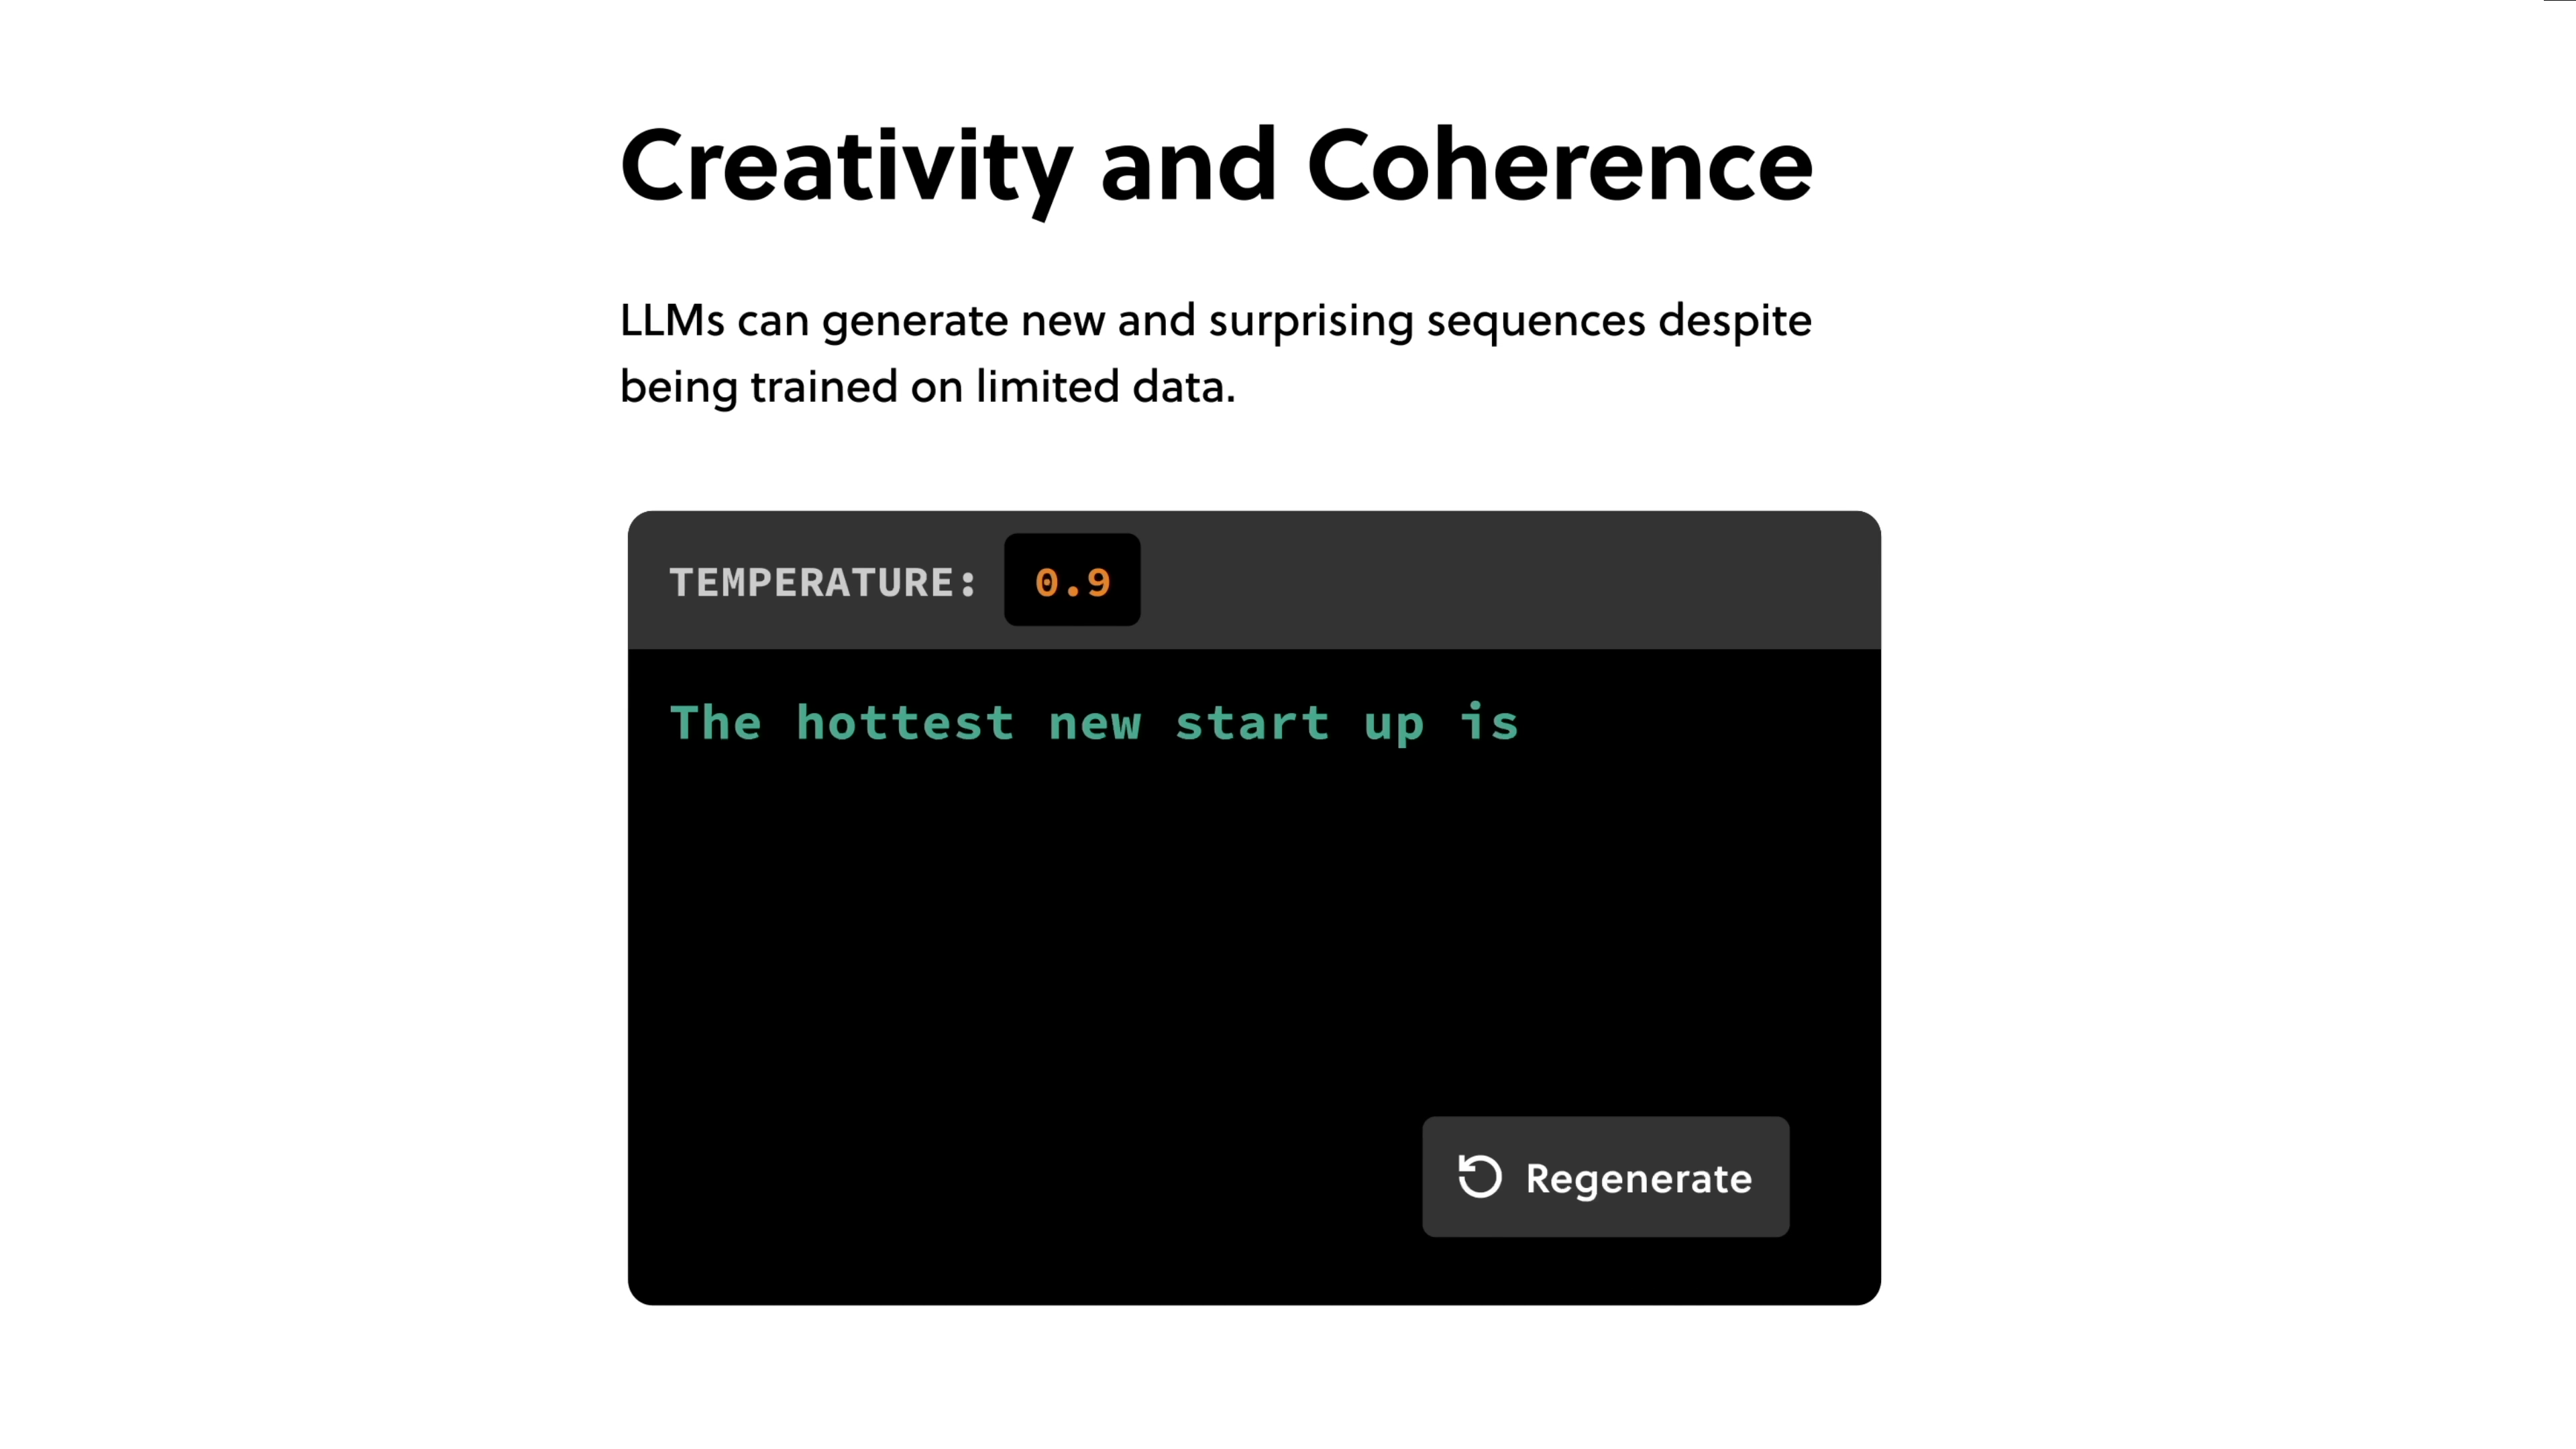 Creativity and Coherence
LLMs can generate new and surprising sequences despite
being trained on limited data.
TEMPERATURE: 0.9
The hottest new start up is
Regenerate